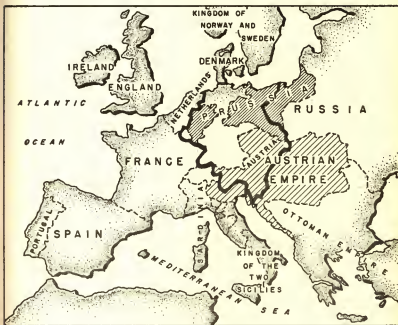 KINGDOM OF
NORWAY AND
SWEDEN
DENMARK
IRELAND
ENGLAND
NETHERLANDS
PRUSSIA
RUSSIA
ATLANTIC
OCEAN
FRANCE
AUSTRIA
AUSTRIAN
EMPIRE
PORTUGAL
SPAIN
SARDINIA
OTTOMAN EMPIRE
KINGDOM
OF THE
TWO
SICILIES
MEDITERRANEAN
SEA